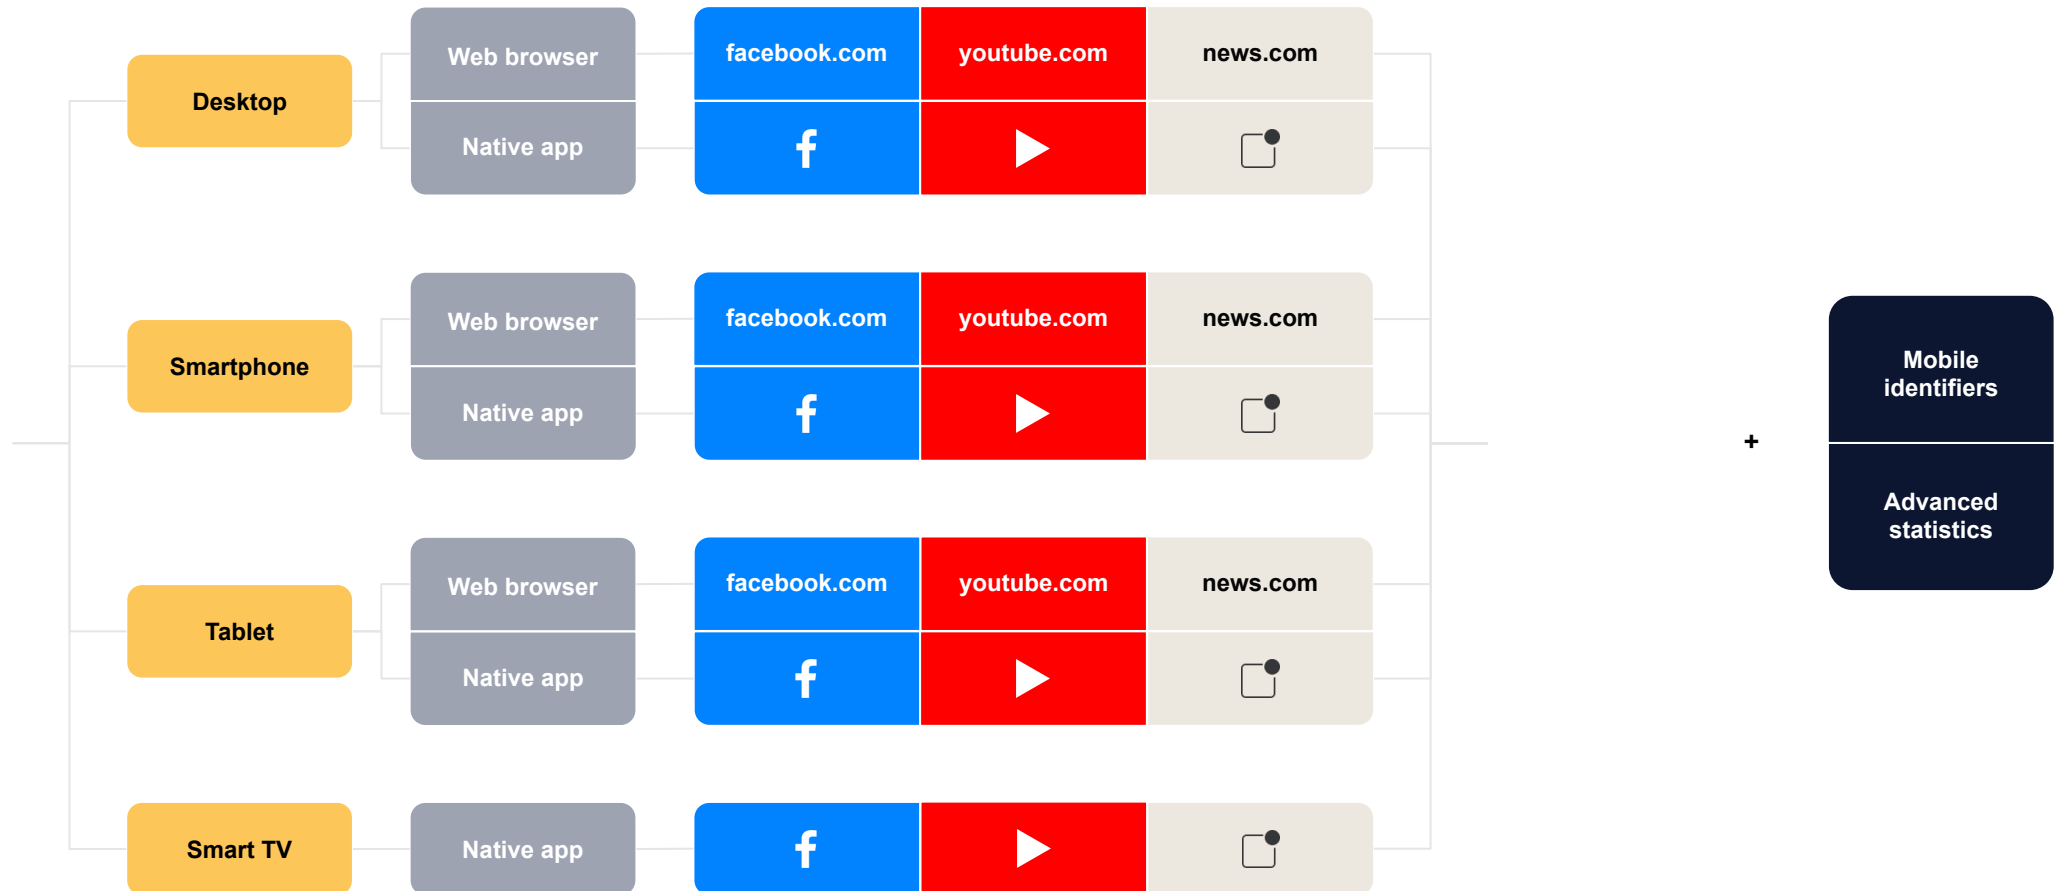 Web browser
facebook.com
youtube.com
news.com
Desktop
Native app
Web browser
facebook.com
youtube.com
news.com
Smartphone
Native app
Mobile
identifiers
+
Advanced
statistics
Web browser
facebook.com
youtube.com
news.com
Tablet
Native app
Smart TV
Native app